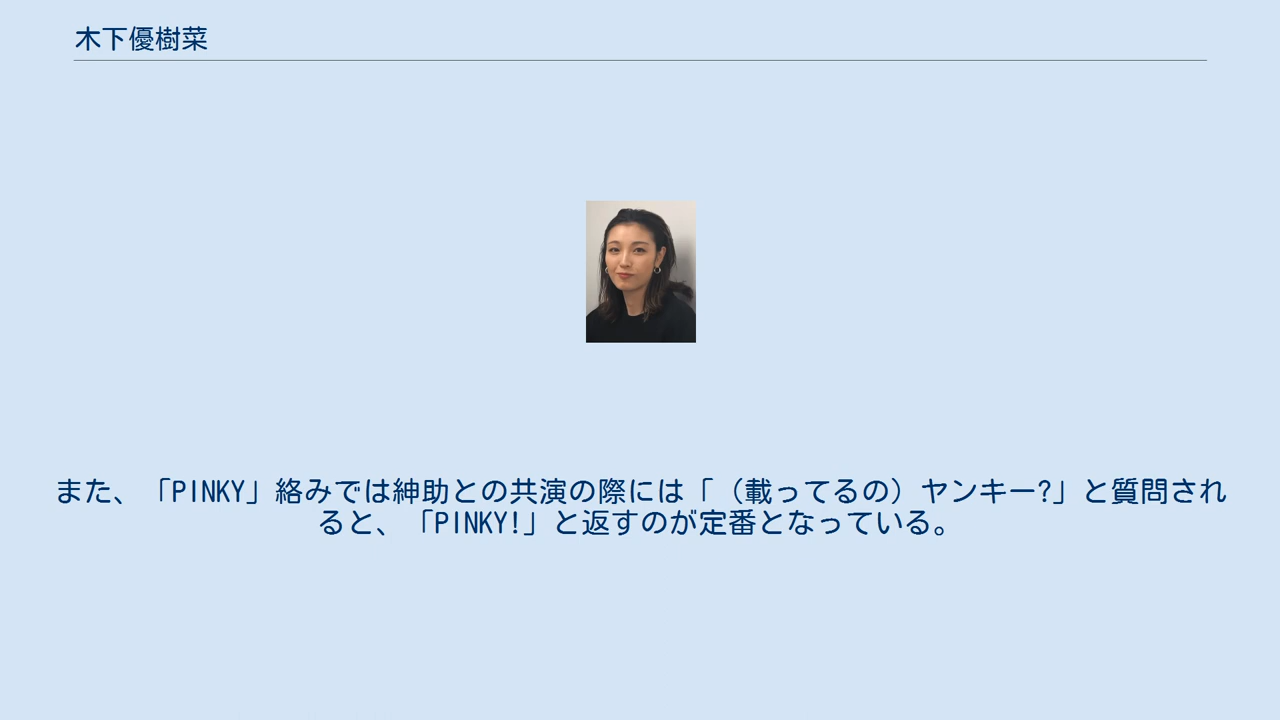 木下優樹菜
また、「PINKY」絡みでは紳助との共演の際には「（載ってるの）ヤンキー?」と質問され
ると、「PINKY!」と返すのが定番となっている。